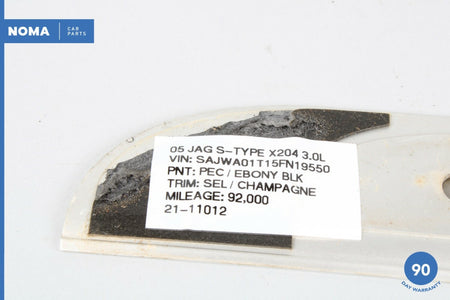 NOMA CAR PARTS
05 JAG S-TYPE X204 3.0L
VIN: SAJWA01T15FN19550
PNT: PEC / EBONY BLK
TRIM: SEL / CHAMPAGNE
MILEAGE: 92,000
21-11012
90
DAY WARRANTY